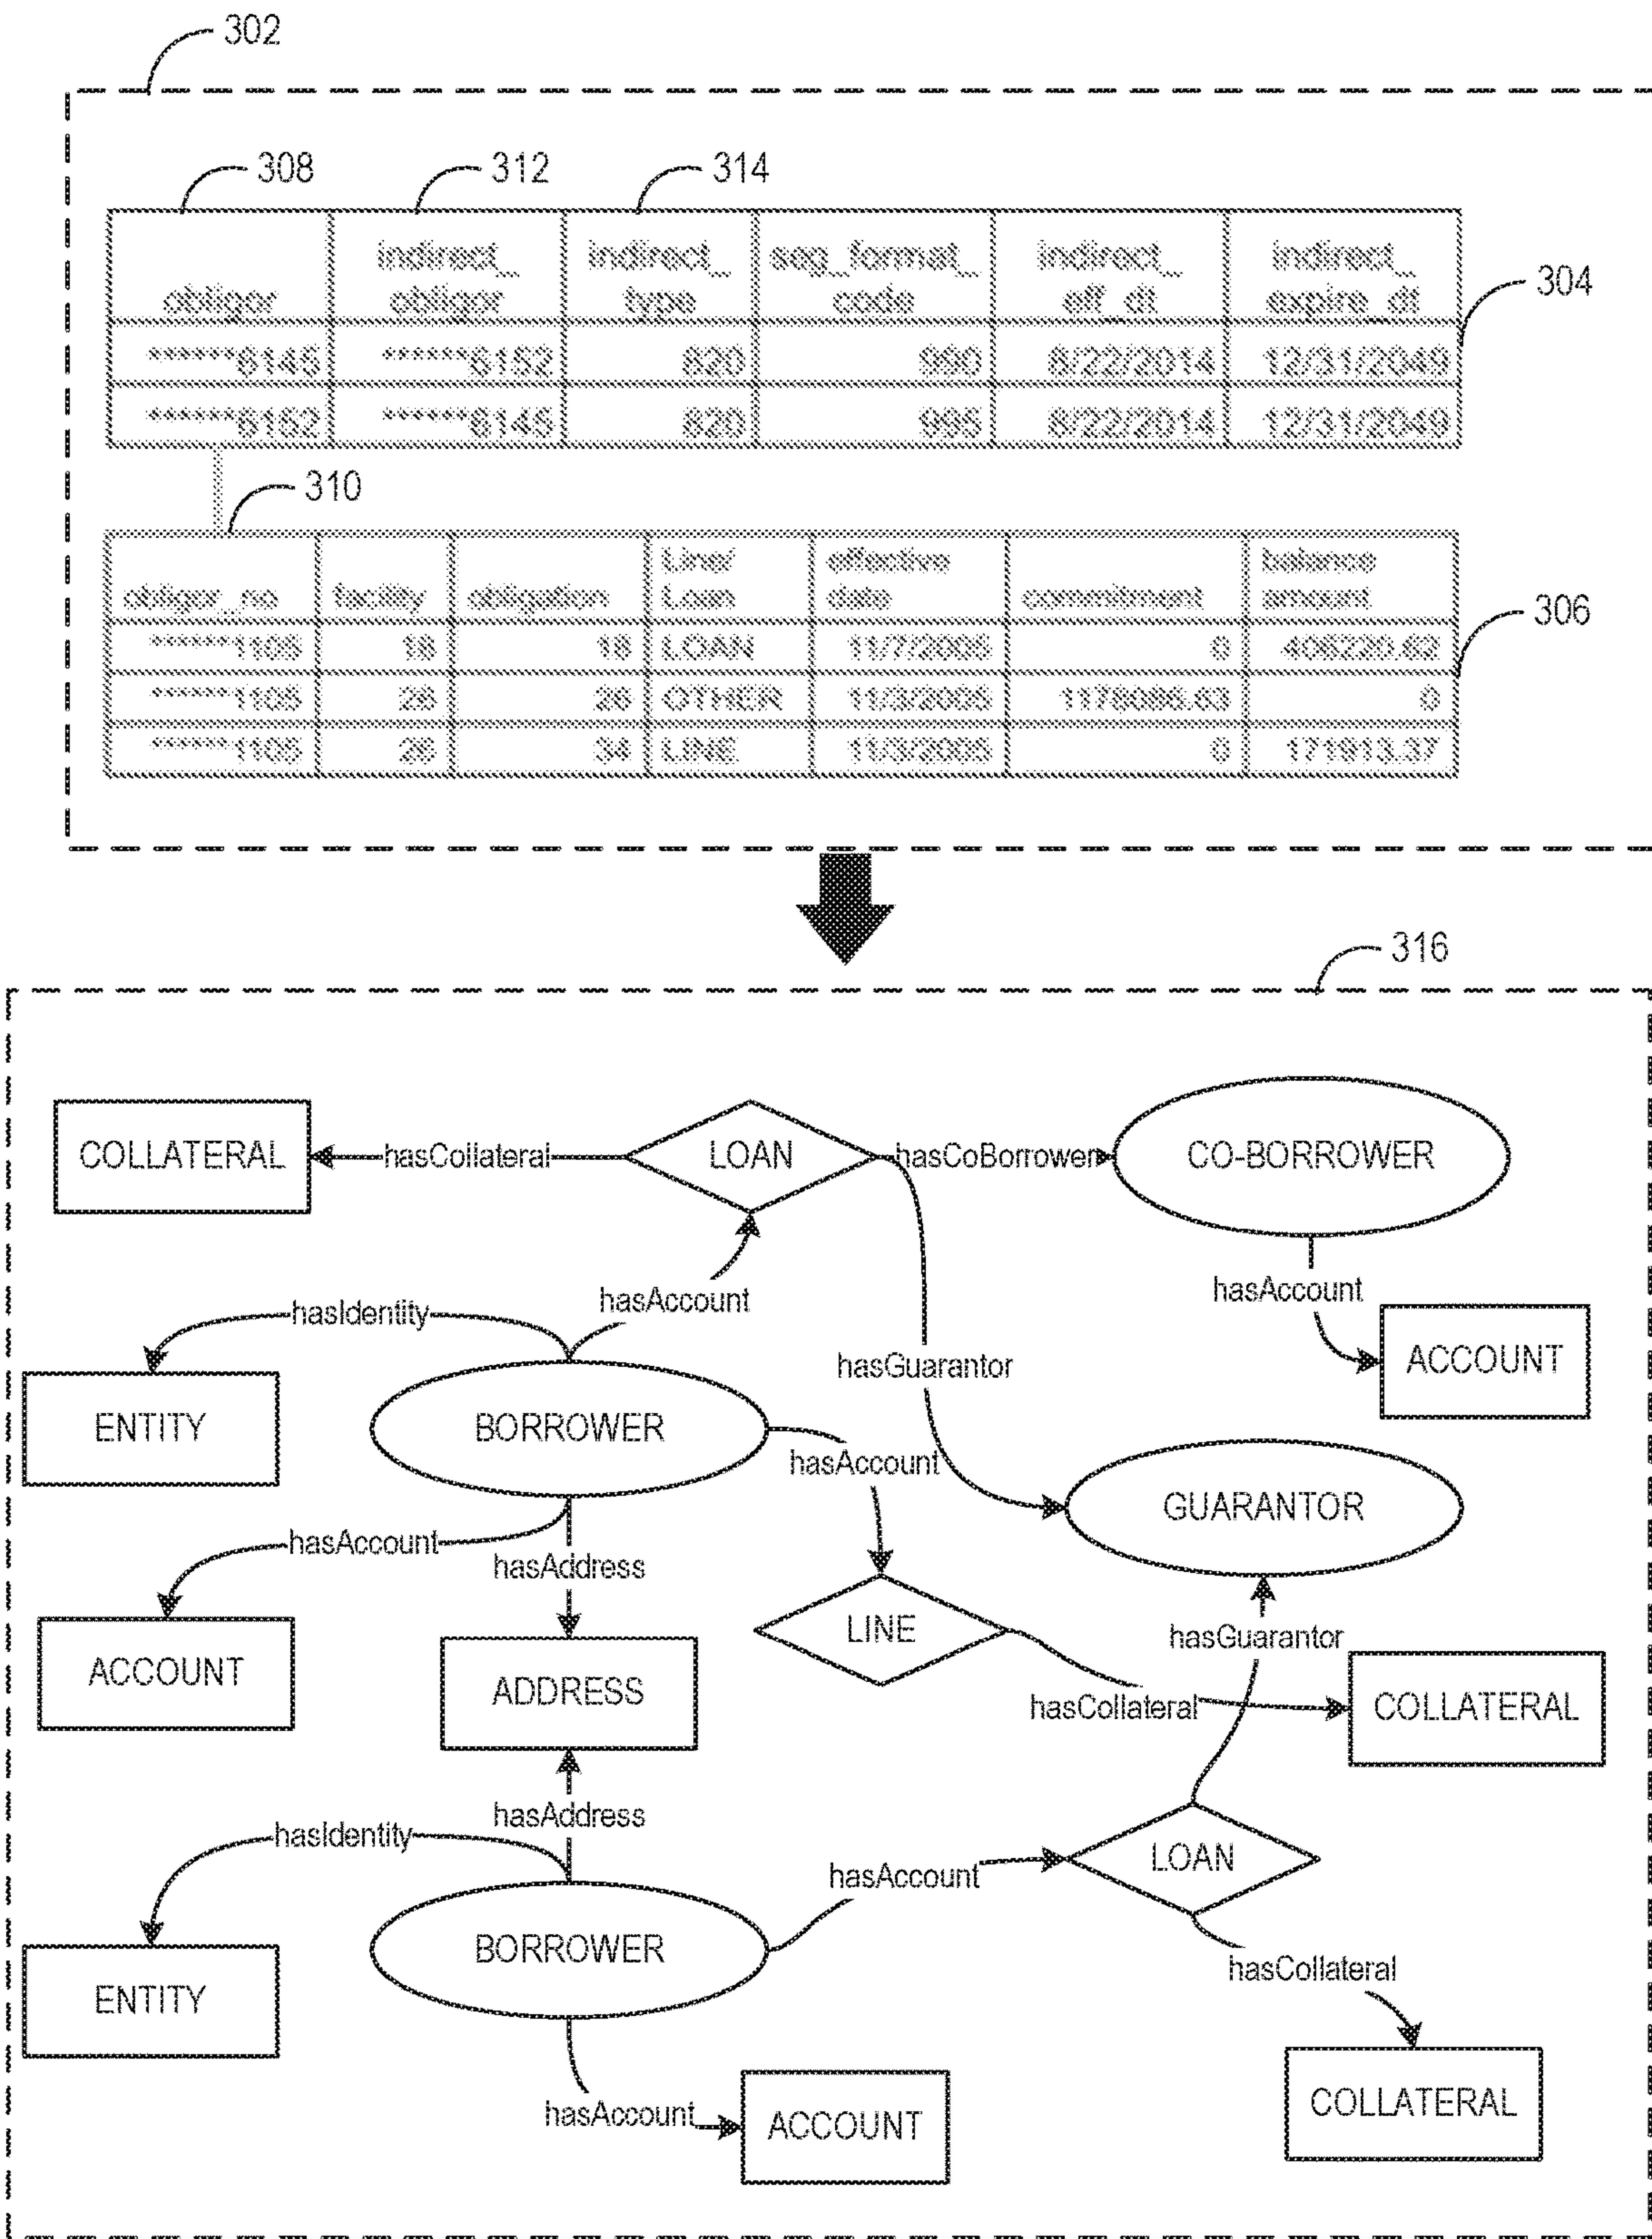 302
308
312
314
obligor
indirect_
obligor
indirect_
type
seg_format_
code
indirect_
eff_dt
indirect_
expire_dt
304
******6145 ******6152 820 990 8/22/2014 12/31/2049
******6152 ******6145 820 995 8/22/2014 12/31/2049
310
obligor_no
facility
obligation
Line/
Loan
effective
date
commitment
balance
amount
306
******1105 18 18 LOAN 11/7/2005 0 406220.62
******1105 26 26 OTHER 11/3/2005 1178086.63 0
******1105 26 34 LINE 11/3/2005 0 171913.37
316
COLLATERAL
hasCollateral
LOAN
hasCoBorrower
CO-BORROWER
hasIdentity
hasAccount
hasAccount
hasGuarantor
ACCOUNT
ENTITY
BORROWER
hasAccount
GUARANTOR
hasAccount
hasAddress
LINE
hasGuarantor
ACCOUNT
ADDRESS
hasCollateral
COLLATERAL
hasAddress
hasIdentity
hasAccount
LOAN
BORROWER
hasCollateral
ENTITY
hasAccount
ACCOUNT
COLLATERAL